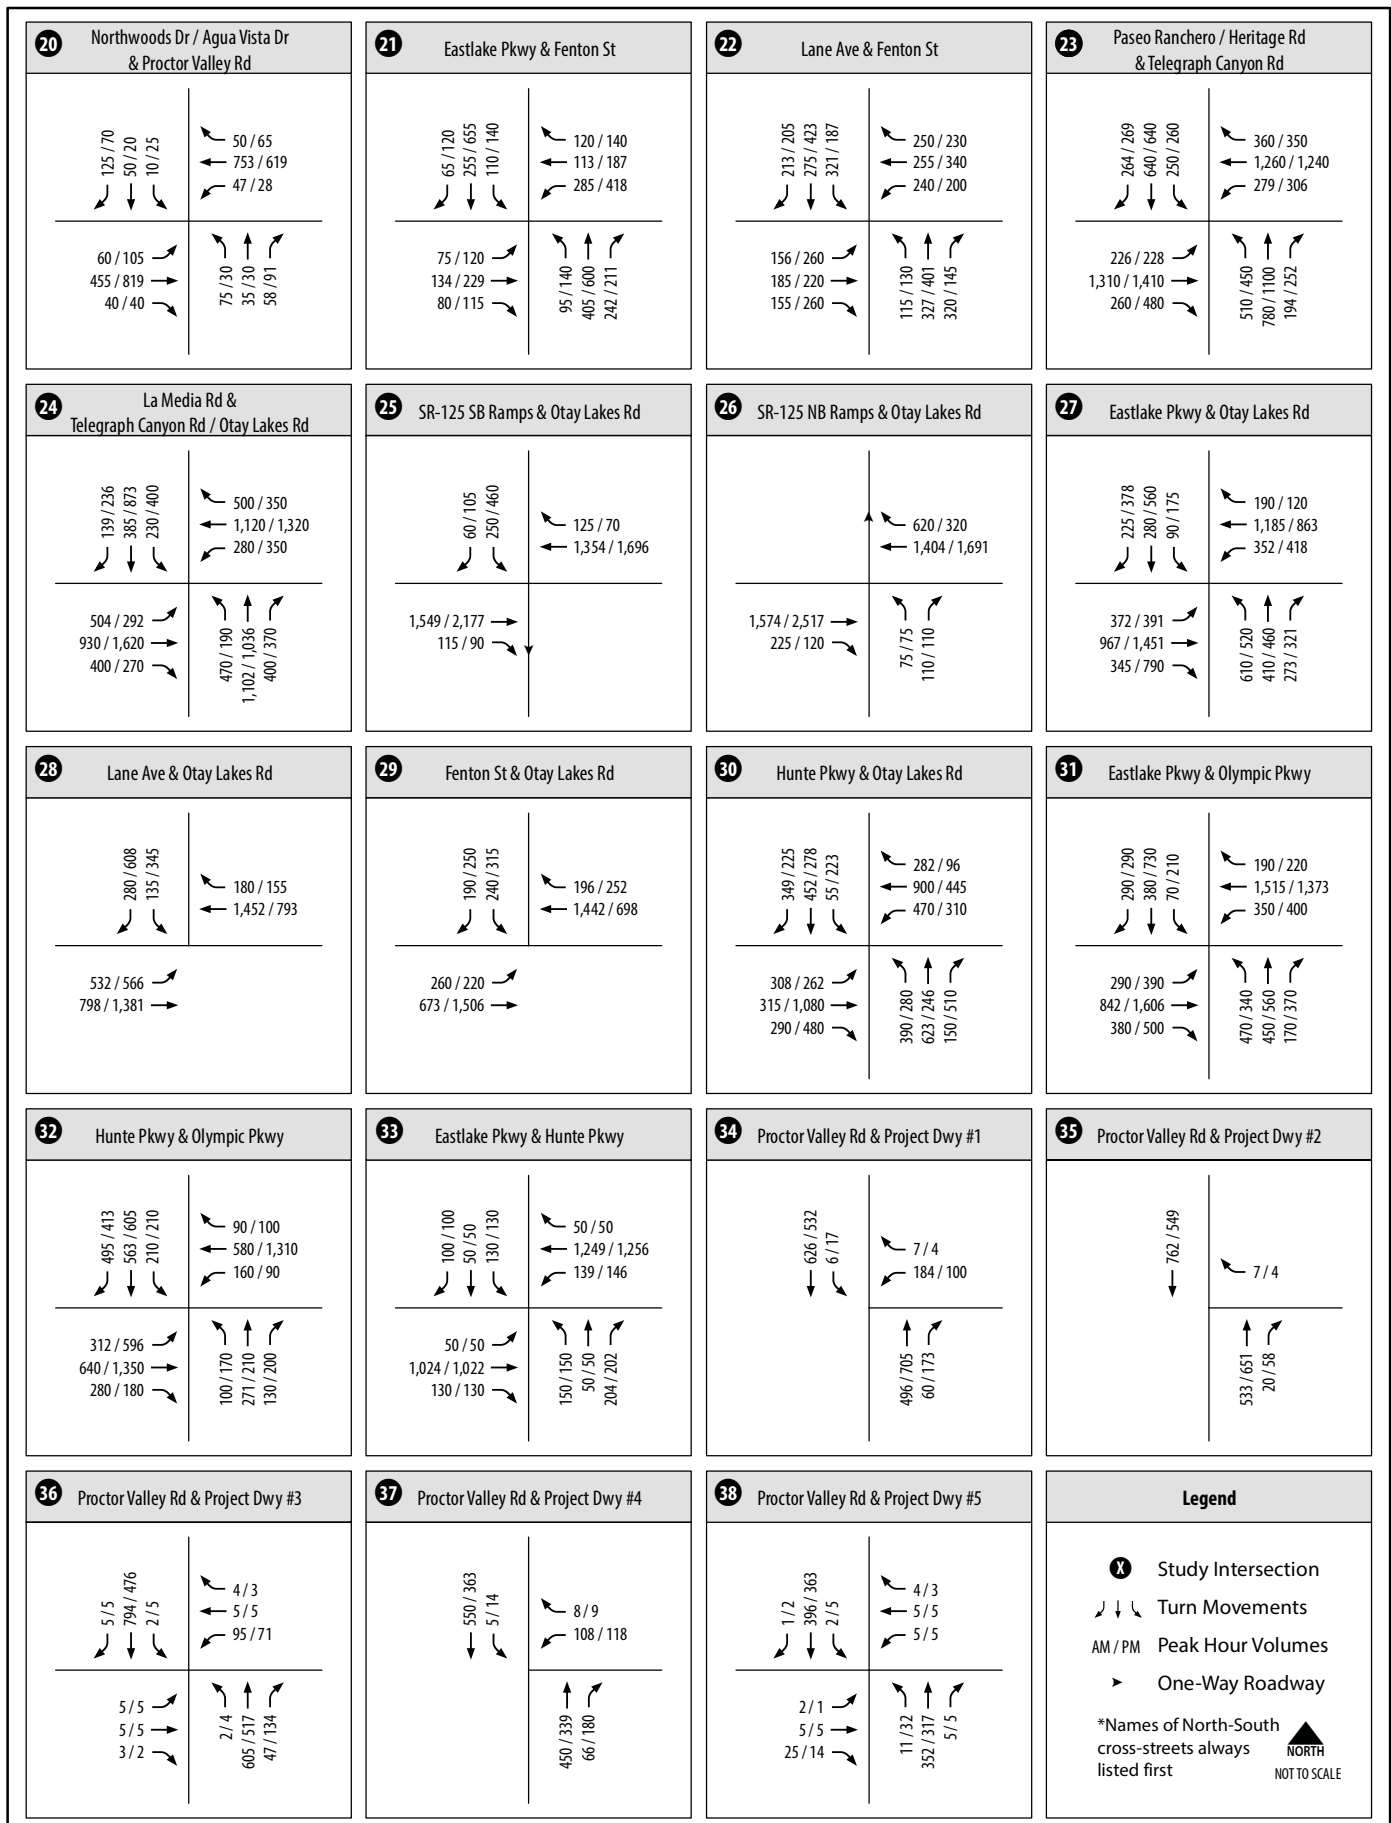 20
Northwoods Dr / Agua Vista Dr
& Proctor Valley Rd
125 / 70
50 / 20
10 / 25
50 / 65
753 / 619
47 / 28
60 / 105
455 / 819
40 / 40
75 / 30
35 / 30
58 / 91
21
Eastlake Pkwy & Fenton St
65 / 120
255 / 655
110 / 140
120 / 140
113 / 187
285 / 418
75 / 120
134 / 229
80 / 115
95 / 140
405 / 600
242 / 211
22
Lane Ave & Fenton St
213 / 205
275 / 423
321 / 187
250 / 230
255 / 340
240 / 200
156 / 260
185 / 220
155 / 260
115 / 130
327 / 401
320 / 145
23
Paseo Ranchero / Heritage Rd
& Telegraph Canyon Rd
264 / 269
640 / 640
250 / 260
360 / 350
1,260 / 1,240
279 / 306
226 / 228
1,310 / 1,410
260 / 480
510 / 450
780 / 1100
194 / 252
24
La Media Rd &
Telegraph Canyon Rd / Otay Lakes Rd
139 / 236
385 / 873
230 / 400
500 / 350
1,120 / 1,320
280 / 350
504 / 292
930 / 1,620
400 / 270
470 / 190
1,102 / 1,036
400 / 370
25
SR-125 SB Ramps & Otay Lakes Rd
60 / 105
250 / 460
125 / 70
1,354 / 1,696
1,549 / 2,177
115 / 90
26
SR-125 NB Ramps & Otay Lakes Rd
620 / 320
1,404 / 1,691
1,574 / 2,517
225 / 120
75 / 75
110 / 110
27
Eastlake Pkwy & Otay Lakes Rd
225 / 378
280 / 560
90 / 175
190 / 120
1,185 / 863
352 / 418
372 / 391
967 / 1,451
345 / 790
610 / 520
410 / 460
273 / 321
28
Lane Ave & Otay Lakes Rd
280 / 608
135 / 345
180 / 155
1,452 / 793
532 / 566
798 / 1,381
29
Fenton St & Otay Lakes Rd
190 / 250
240 / 315
196 / 252
1,442 / 698
260 / 220
673 / 1,506
30
Hunte Pkwy & Otay Lakes Rd
349 / 225
452 / 278
55 / 223
282 / 96
900 / 445
470 / 310
308 / 262
315 / 1,080
290 / 480
390 / 280
623 / 246
150 / 510
31
Eastlake Pkwy & Olympic Pkwy
290 / 290
380 / 730
70 / 210
190 / 220
1,515 / 1,373
350 / 400
290 / 390
842 / 1,606
380 / 500
470 / 340
450 / 560
170 / 370
32
Hunte Pkwy & Olympic Pkwy
495 / 413
563 / 605
210 / 210
90 / 100
580 / 1,310
160 / 90
312 / 596
640 / 1,350
280 / 180
100 / 170
271 / 210
130 / 200
33
Eastlake Pkwy & Hunte Pkwy
100 / 100
50 / 50
130 / 130
50 / 50
1,249 / 1,256
139 / 146
50 / 50
1,024 / 1,022
130 / 130
150 / 150
50 / 50
204 / 202
34
Proctor Valley Rd & Project Dwy #1
626 / 532
6 / 17
7 / 4
184 / 100
496 / 705
60 / 173
35
Proctor Valley Rd & Project Dwy #2
762 / 549
7 / 4
533 / 651
20 / 58
36
Proctor Valley Rd & Project Dwy #3
5 / 5
794 / 476
2 / 5
4 / 3
5 / 5
95 / 71
5 / 5
5 / 5
3 / 2
2 / 4
605 / 517
47 / 134
37
Proctor Valley Rd & Project Dwy #4
550 / 363
5 / 14
8 / 9
108 / 118
450 / 339
66 / 180
38
Proctor Valley Rd & Project Dwy #5
1 / 2
396 / 363
2 / 5
4 / 3
5 / 5
5 / 5
2 / 1
5 / 5
25 / 14
11 / 32
352 / 317
5 / 5
Legend
X Study Intersection
Turn Movements
AM / PM Peak Hour Volumes
One-Way Roadway
*Names of North-South
cross-streets always
listed first
NORTH
NOT TO SCALE